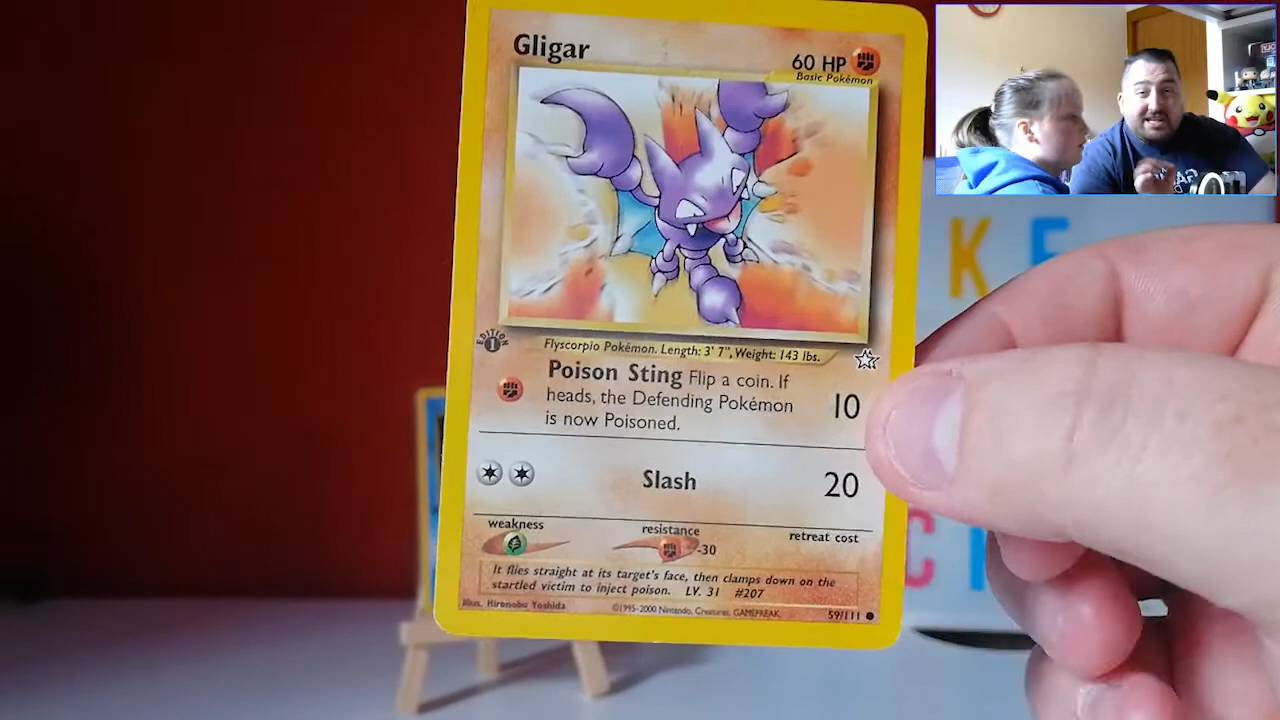 Gligar
60 HP
Basic Pokémon
EDITION
1
Flyscorpio Pokémon. Length: 3' 7", Weight: 143 lbs.
Poison Sting Flip a coin. If
heads, the Defending Pokémon
is now Poisoned.
10
Slash
20
weakness
resistance
retreat cost
-30
It flies straight at its target's face, then clamps down on the
startled victim to inject poison. LV. 31 #207
Illus. Hironobu Yoshida
©1995-2000 Nintendo, Creatures, GAMEFREAK.
59/111
K E
C